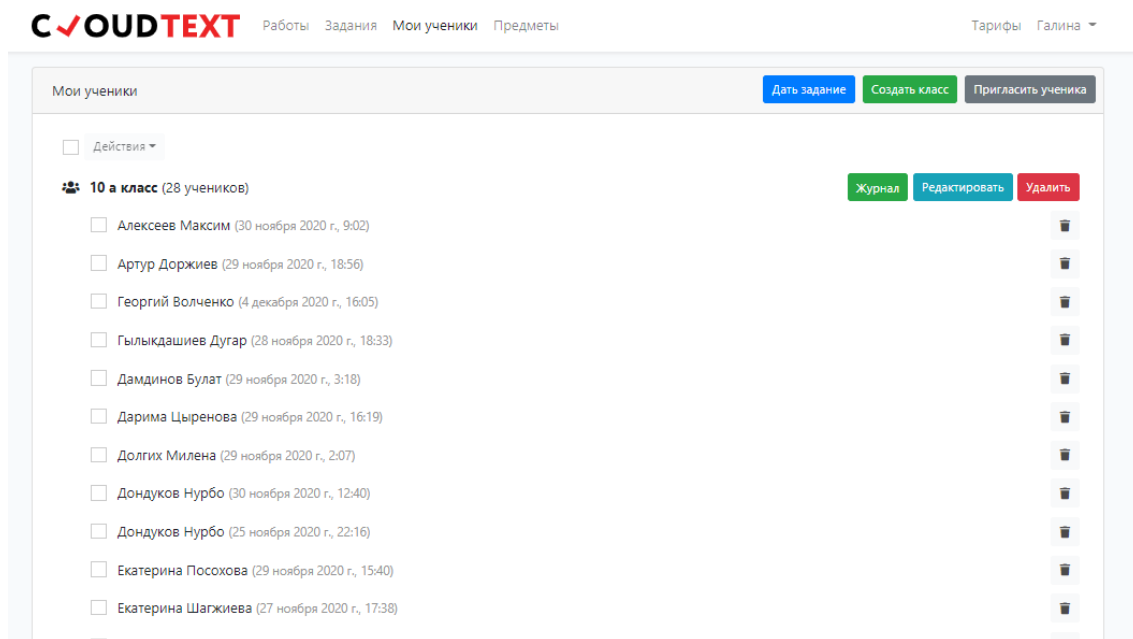 CLOUDTEXT Работы Задания Мои ученики Предметы Тарифы Галина
Мои ученики Дать задание Создать класс Пригласить ученика
Действия
10 а класс (28 учеников) Журнал Редактировать Удалить
Алексеев Максим (30 ноября 2020 г., 9:02)
Артур Доржиев (29 ноября 2020 г., 18:56)
Георгий Волченко (4 декабря 2020 г., 16:05)
Гылыкдашиев Дугар (28 ноября 2020 г., 18:33)
Дамдинов Булат (29 ноября 2020 г., 3:18)
Дарима Цыренова (29 ноября 2020 г., 16:19)
Долгих Милена (29 ноября 2020 г., 2:07)
Дондуков Нурбо (30 ноября 2020 г., 12:40)
Дондуков Нурбо (25 ноября 2020 г., 22:16)
Екатерина Посохова (29 ноября 2020 г., 15:40)
Екатерина Шагжиева (27 ноября 2020 г., 17:38)